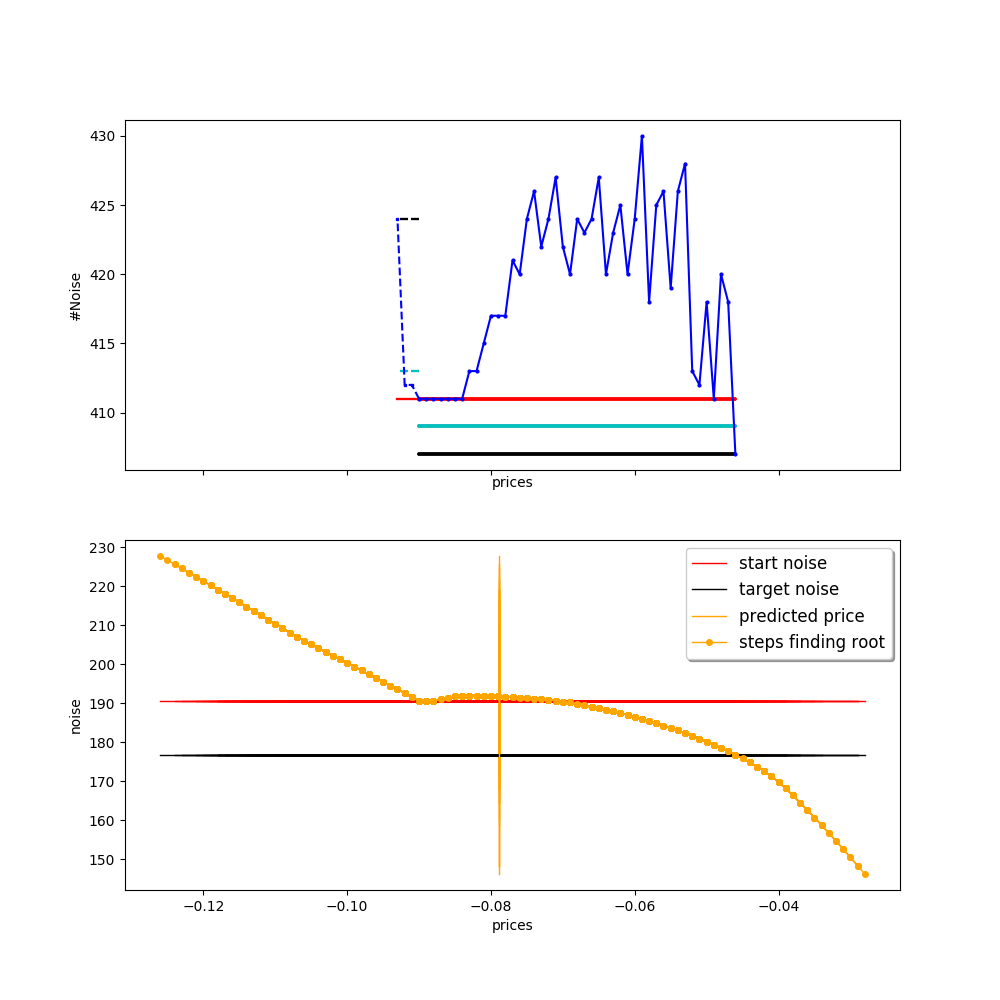 430
425
420
415
410
#Noise
prices
230
220
210
200
190
180
170
160
150
noise
start noise
target noise
predicted price
steps finding root
−0.12
−0.10
−0.08
−0.06
−0.04
prices